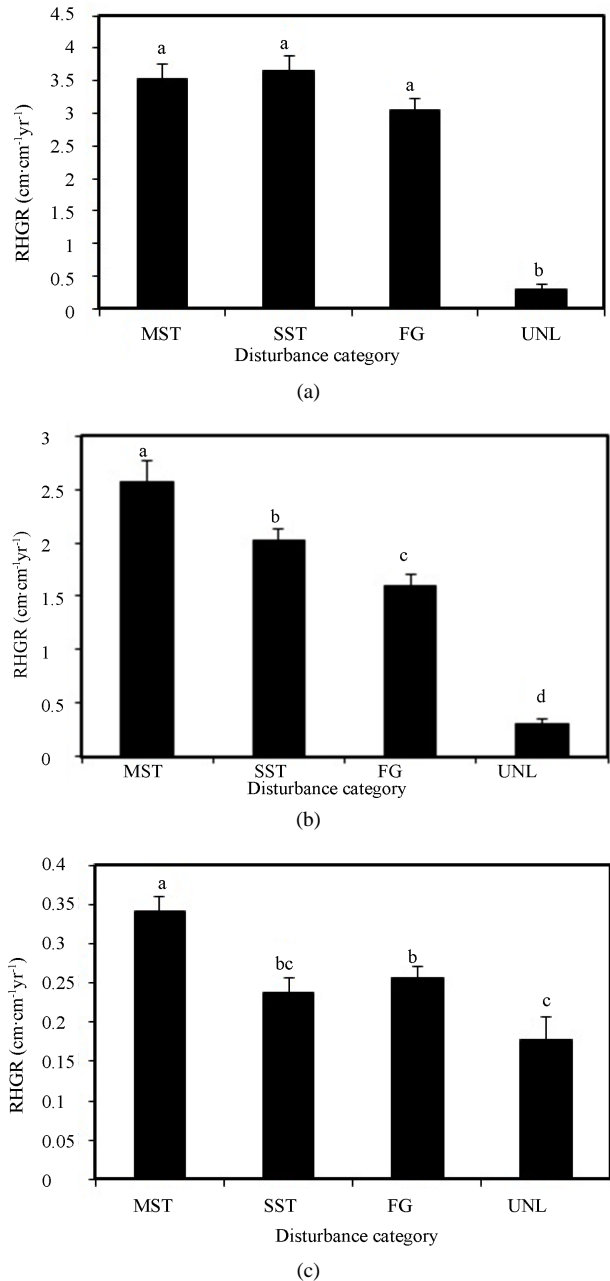 4.5
4
3.5
3
2.5
2
1.5
1
0.5
0
RHGR (cm·cm⁻¹yr⁻¹)
a a a b
MST SST FG UNL
Disturbance category
(a)
3
2.5
2
1.5
1
0.5
0
RHGR (cm·cm⁻¹yr⁻¹)
a b c d
MST SST FG UNL
Disturbance category
(b)
0.4
0.35
0.3
0.25
0.2
0.15
0.1
0.05
0
RHGR (cm·cm⁻¹yr⁻¹)
a bc b c
MST SST FG UNL
Disturbance category
(c)